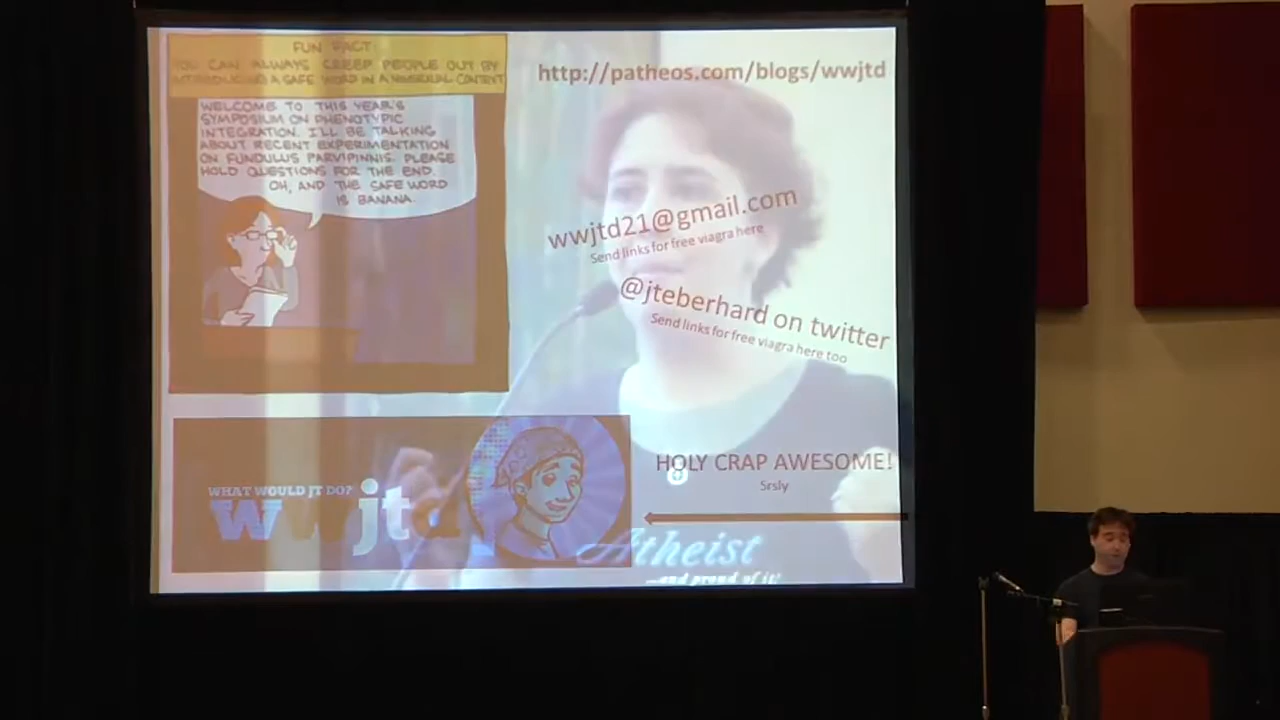 FUN FACT:
YOU CAN ALWAYS CREEP PEOPLE OUT BY
INTRODUCING A SAFE WORD IN A NONSEXUAL CONTEXT
WELCOME TO THIS YEAR'S
SYMPOSIUM ON PHENOTYPIC
INTEGRATION. I'LL BE TALKING
ABOUT RECENT EXPERIMENTATION
ON FUNDULUS PARVIPINNIS. PLEASE
HOLD QUESTIONS FOR THE END.
OH, AND THE SAFE WORD
IS BANANA.
http://patheos.com/blogs/wwjtd
wwjtd21@gmail.com
Send links for free viagra here
@jteberhard on twitter
Send links for free viagra here too
HOLY CRAP AWESOME!
Srsly
WHAT WOULD JT DO?
wwjtd
Atheist
...and proud of it!